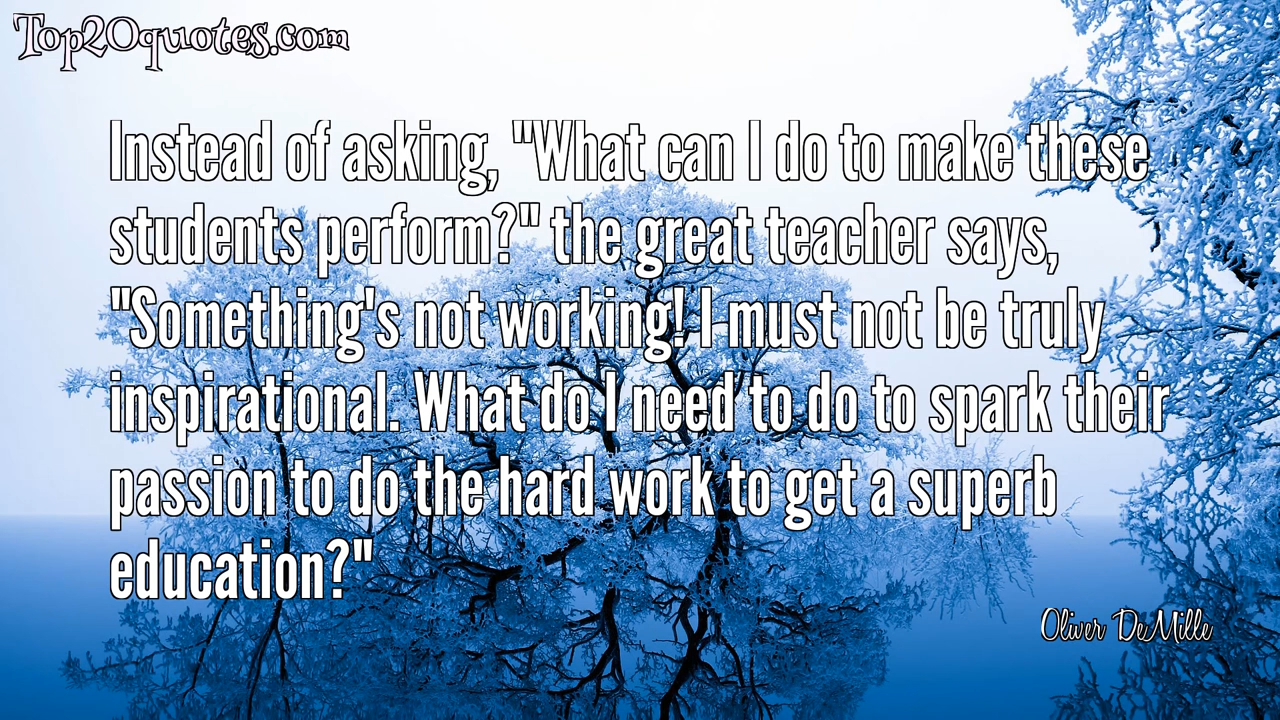 Top20quotes.com
Instead of asking, "What can I do to make these
students perform?" the great teacher says,
"Something's not working! I must not be truly
inspirational. What do I need to do to spark their
passion to do the hard work to get a superb
education?"
Oliver DeMille